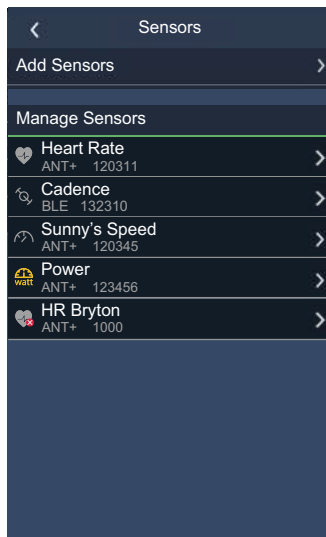 Sensors
Add Sensors
Manage Sensors
Heart Rate
ANT+ 120311
Cadence
BLE 132310
Sunny's Speed
ANT+ 120345
Power
watt
ANT+ 123456
HR Bryton
ANT+ 1000